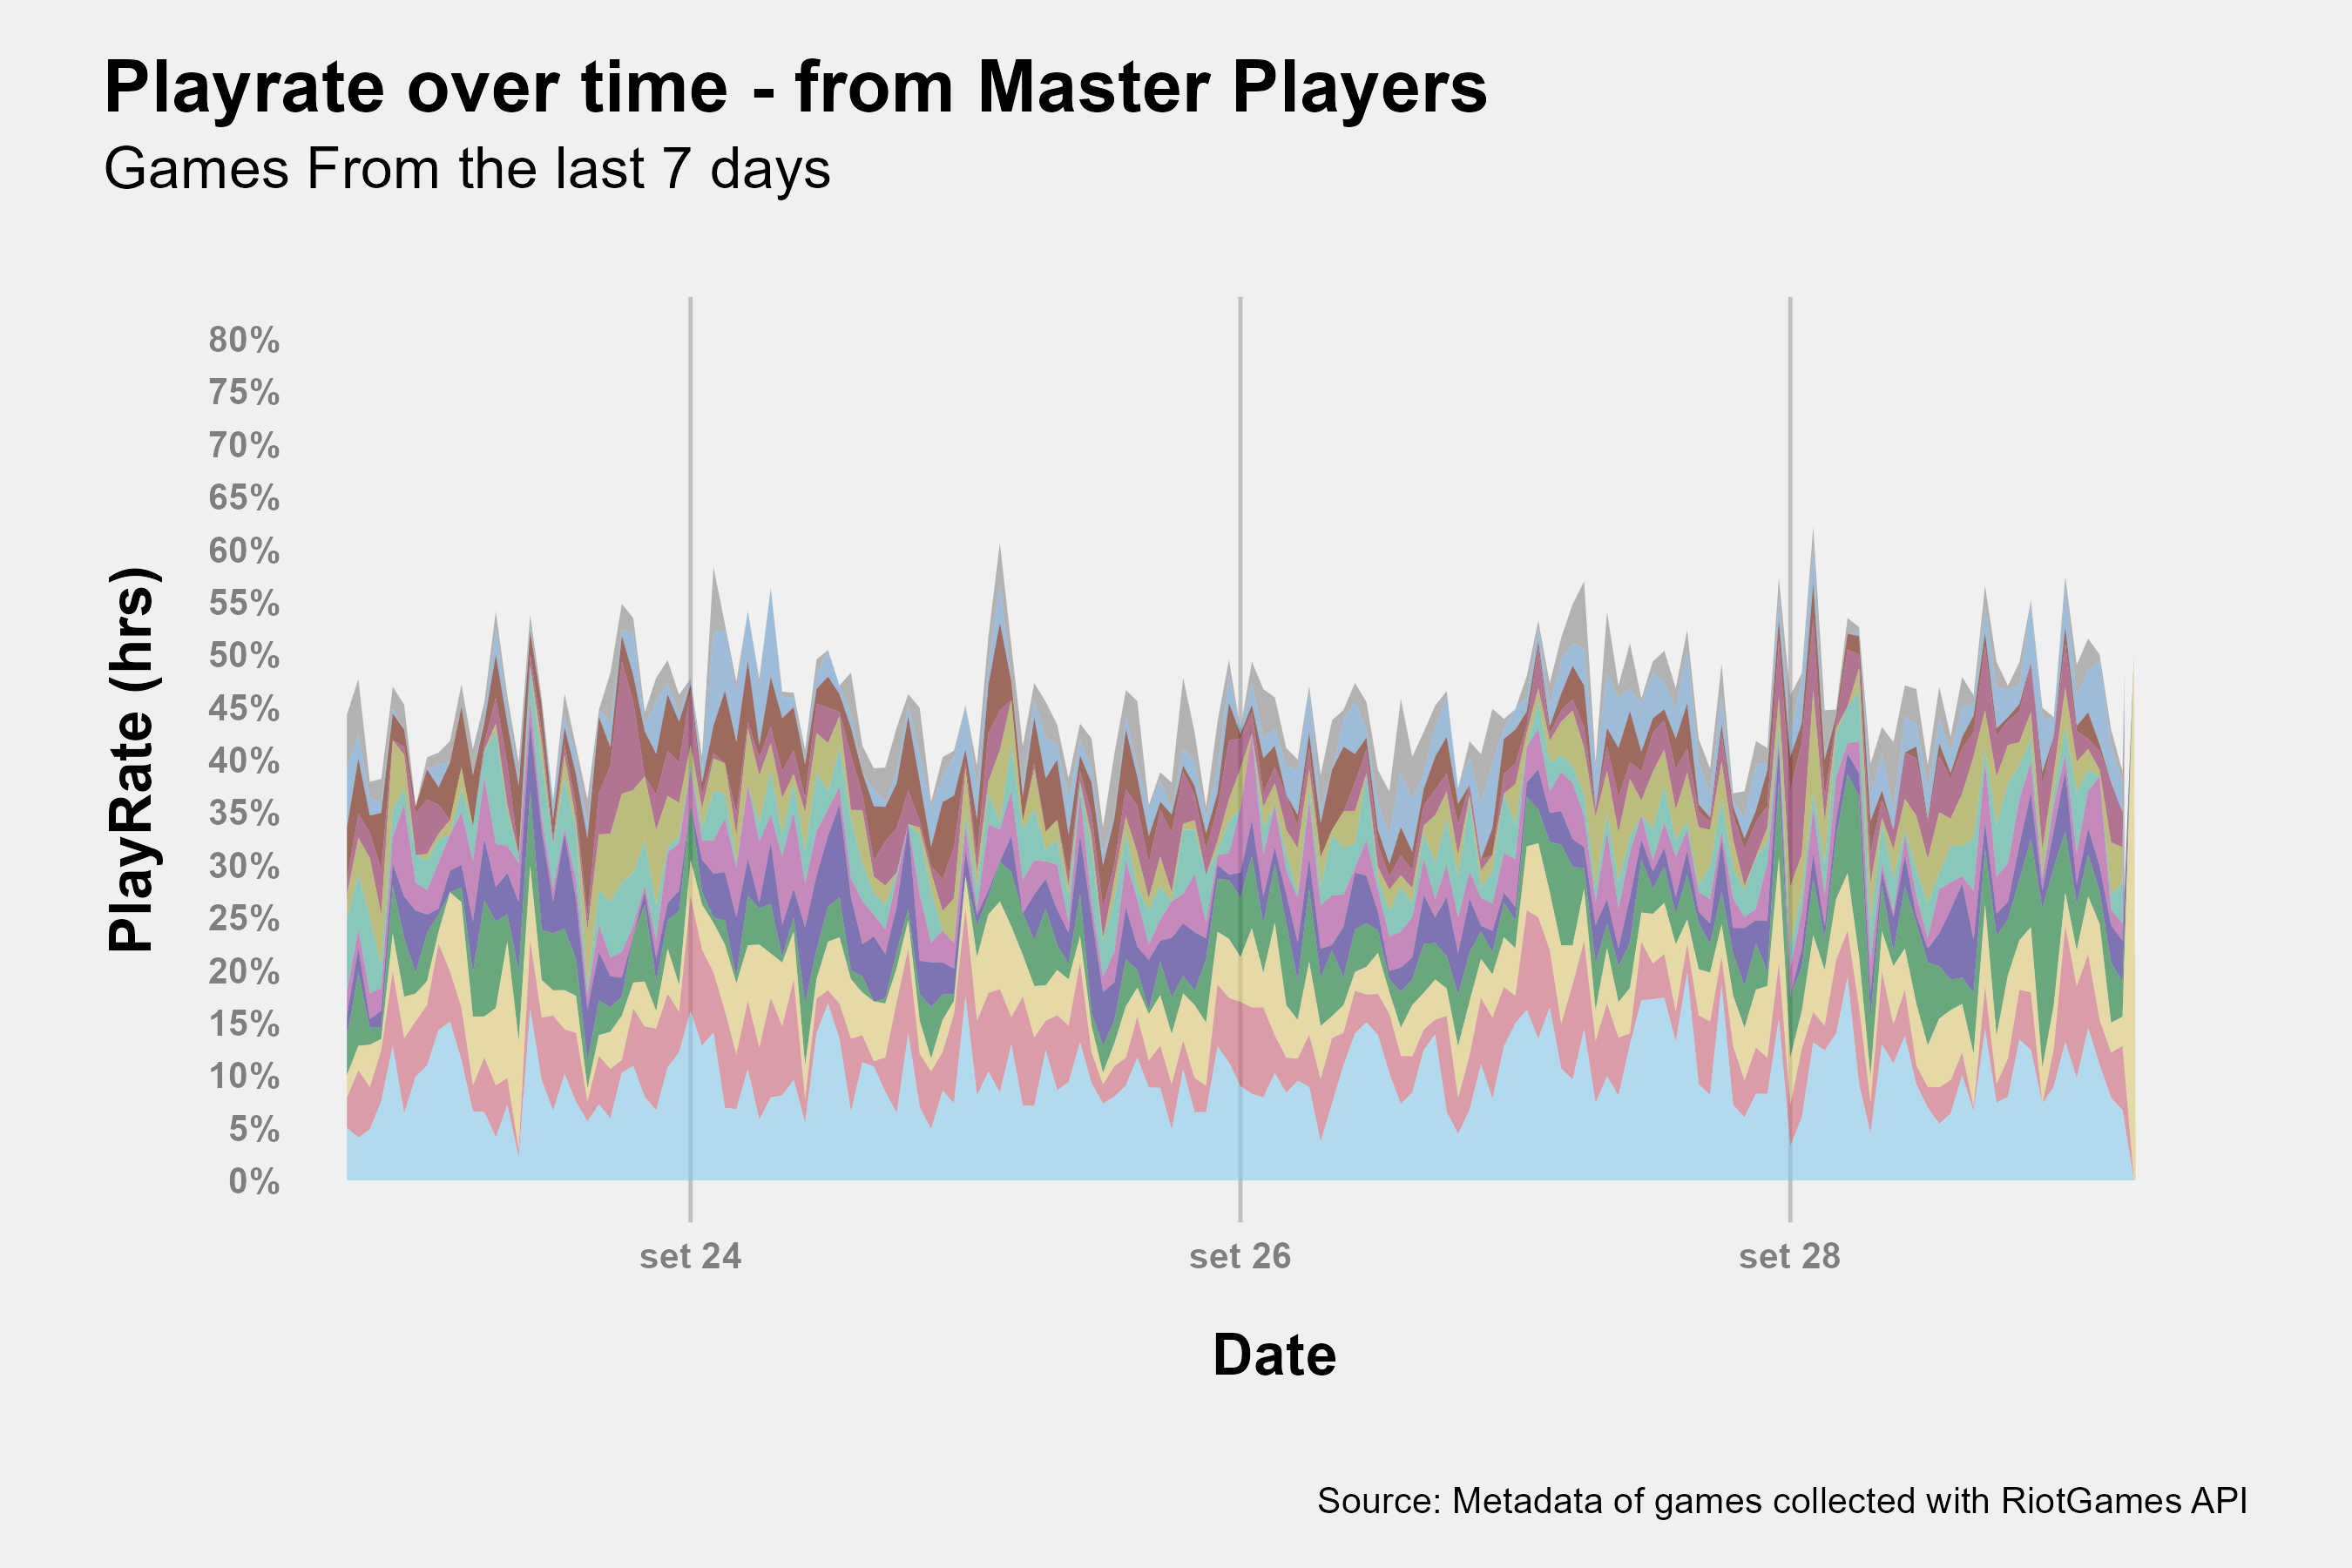 Playrate over time - from Master Players
Games From the last 7 days
80%
75%
70%
65%
60%
55%
50%
45%
40%
35%
30%
25%
20%
15%
10%
5%
0%
PlayRate (hrs)
set 24
set 26
set 28
Date
Source: Metadata of games collected with RiotGames API